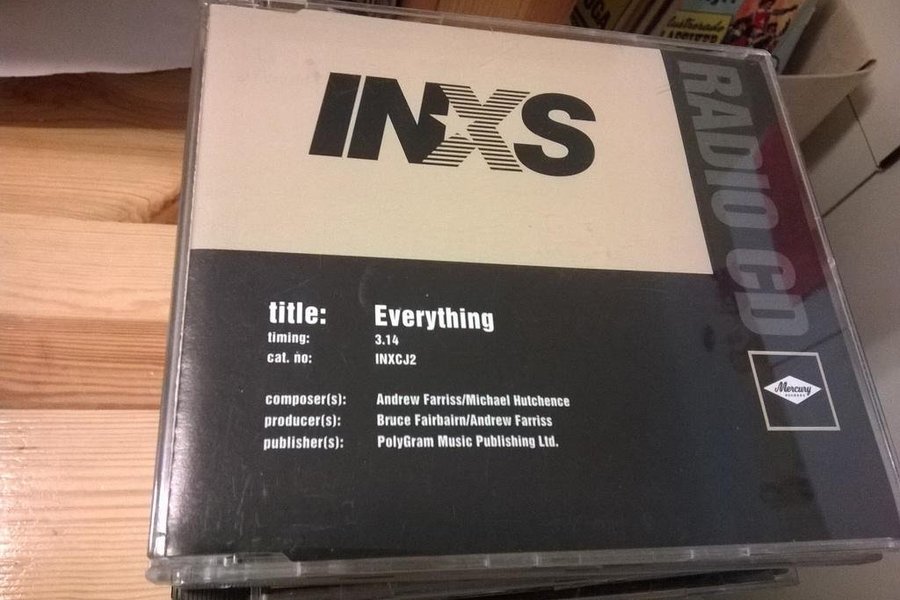 INXS
RADIO CD
title: Everything
timing: 3.14
cat. no: INXCJ2
composer(s): Andrew Farriss/Michael Hutchence
producer(s): Bruce Fairbairn/Andrew Farriss
publisher(s): PolyGram Music Publishing Ltd.
Mercury
RECORDS